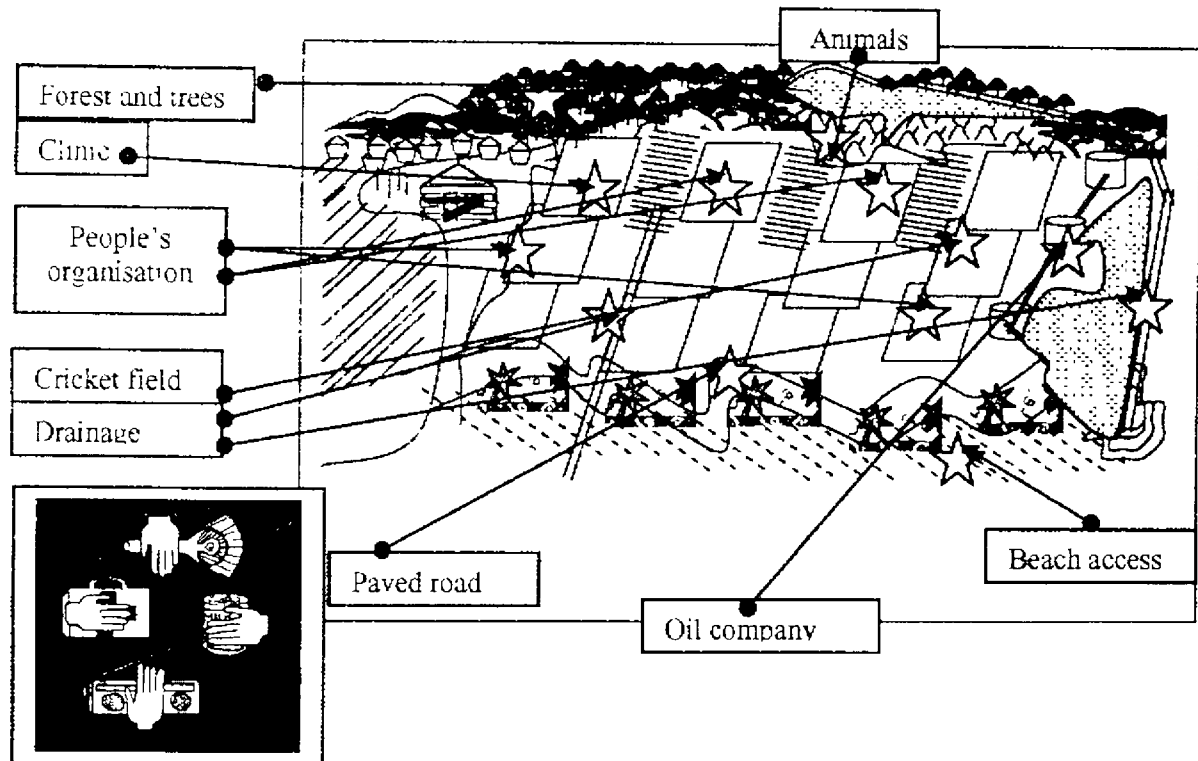 Animals
Forest and trees
Clinic
People's
organisation
Cricket field
Drainage
Paved road
Beach access
Oil company